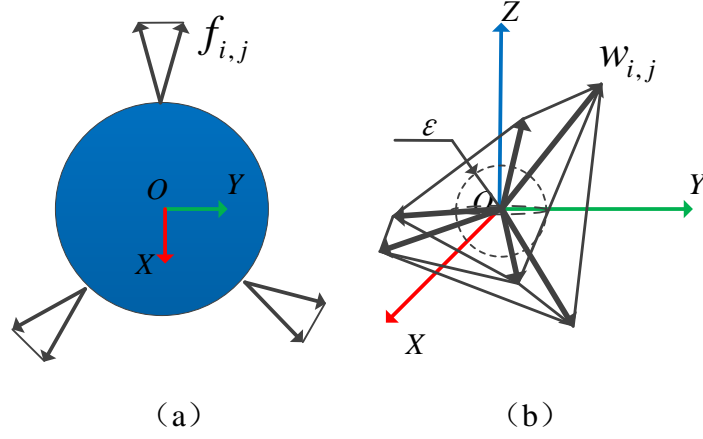 f_{i,j}
O
Y
X
Z
w_{i,j}
ε
O
Y
X
（a）
（b）